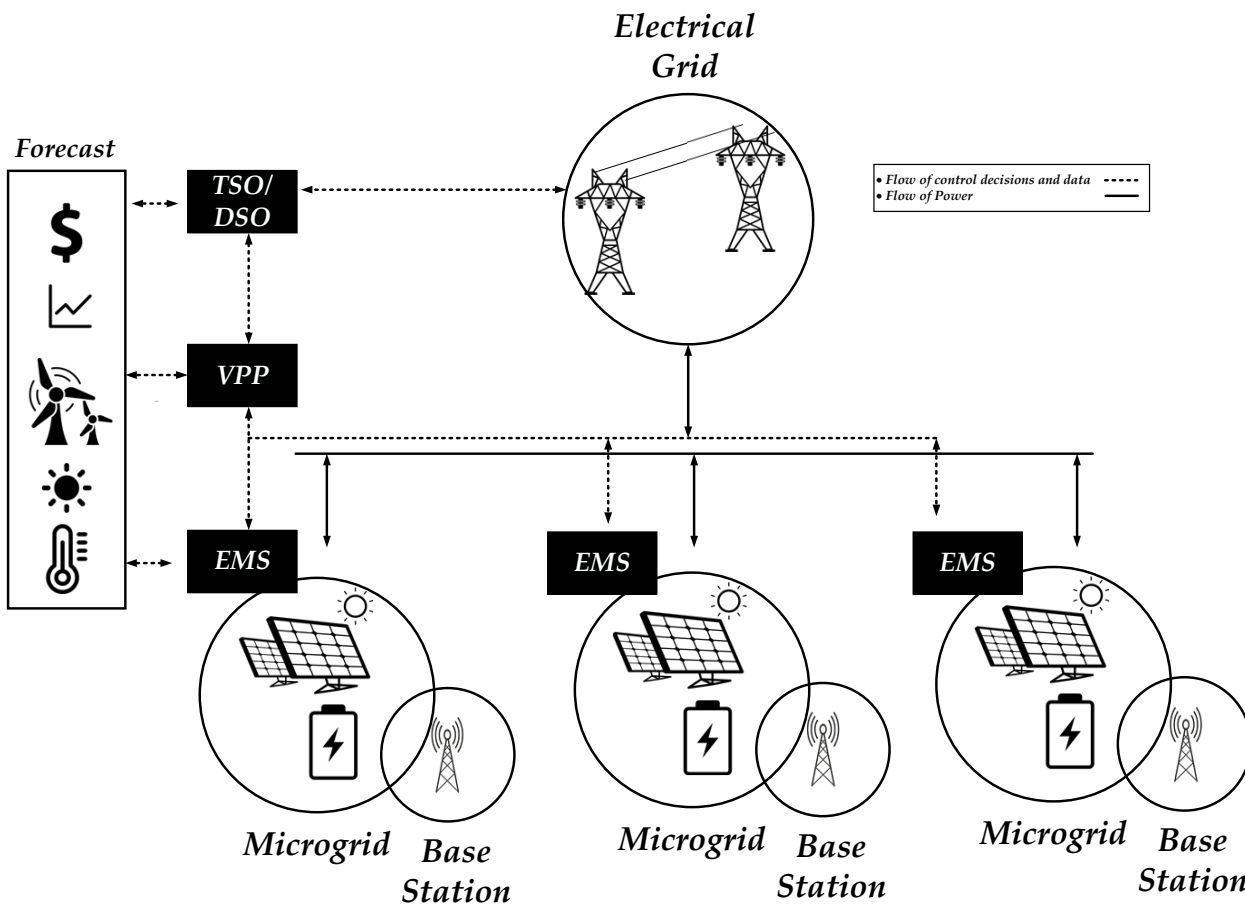 Electrical
Grid
Forecast
TSO/
DSO
• Flow of control decisions and data
• Flow of Power
$
VPP
EMS
EMS
EMS
Microgrid
Base
Station
Microgrid
Base
Station
Microgrid
Base
Station